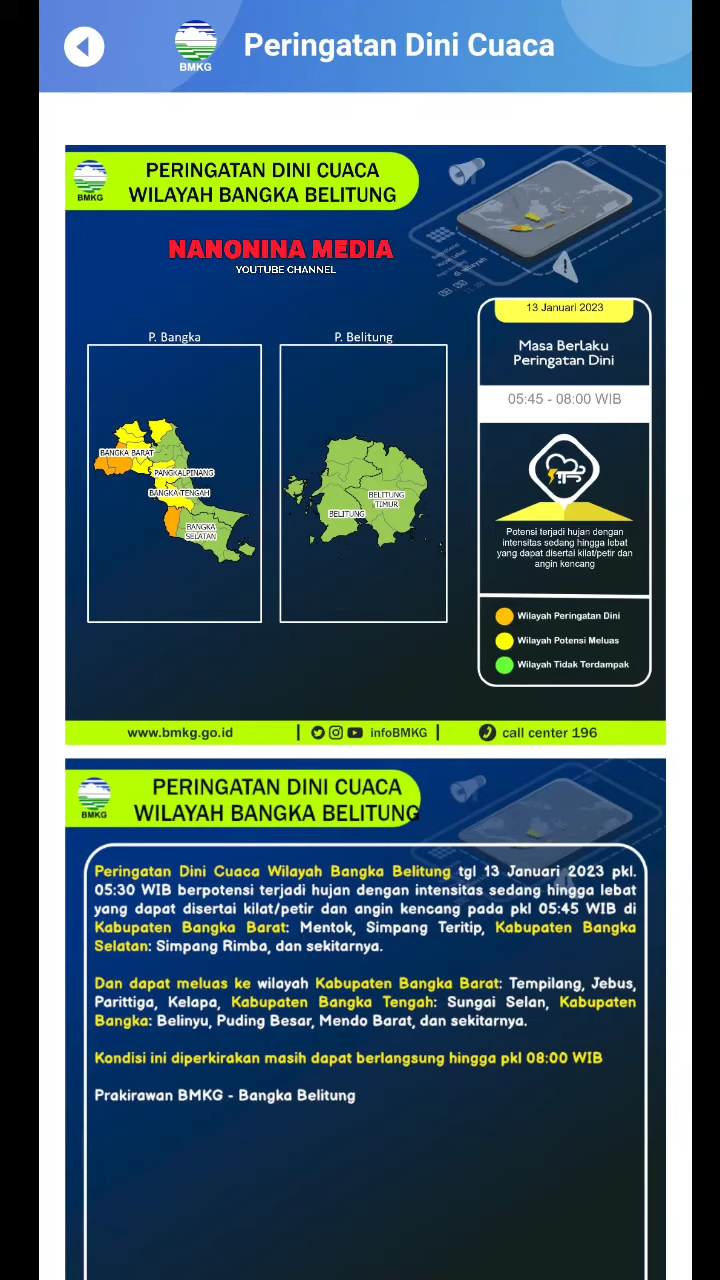 BMKG
Peringatan Dini Cuaca
BMKG
PERINGATAN DINI CUACA
WILAYAH BANGKA BELITUNG
NANONINA MEDIA
YOUTUBE CHANNEL
di wilayah
13 Januari 2023
Masa Berlaku
Peringatan Dini
05:45 - 08:00 WIB
P. Bangka
P. Belitung
BANGKA BARAT
PANGKALPINANG
BANGKA TENGAH
BANGKA
SELATAN
BELITUNG
TIMUR
BELITUNG
Potensi terjadi hujan dengan
intensitas sedang hingga lebat
yang dapat disertai kilat/petir dan
angin kencang
Wilayah Peringatan Dini
Wilayah Potensi Meluas
Wilayah Tidak Terdampak
www.bmkg.go.id | infoBMKG | call center 196
BMKG
PERINGATAN DINI CUACA
WILAYAH BANGKA BELITUNG
Peringatan Dini Cuaca Wilayah Bangka Belitung tgl 13 Januari 2023 pkl.
05:30 WIB berpotensi terjadi hujan dengan intensitas sedang hingga lebat
yang dapat disertai kilat/petir dan angin kencang pada pkl 05:45 WIB di
Kabupaten Bangka Barat: Mentok, Simpang Teritip, Kabupaten Bangka
Selatan: Simpang Rimba, dan sekitarnya.
Dan dapat meluas ke wilayah Kabupaten Bangka Barat: Tempilang, Jebus,
Parittiga, Kelapa, Kabupaten Bangka Tengah: Sungai Selan, Kabupaten
Bangka: Belinyu, Puding Besar, Mendo Barat, dan sekitarnya.
Kondisi ini diperkirakan masih dapat berlangsung hingga pkl 08:00 WIB
Prakirawan BMKG - Bangka Belitung